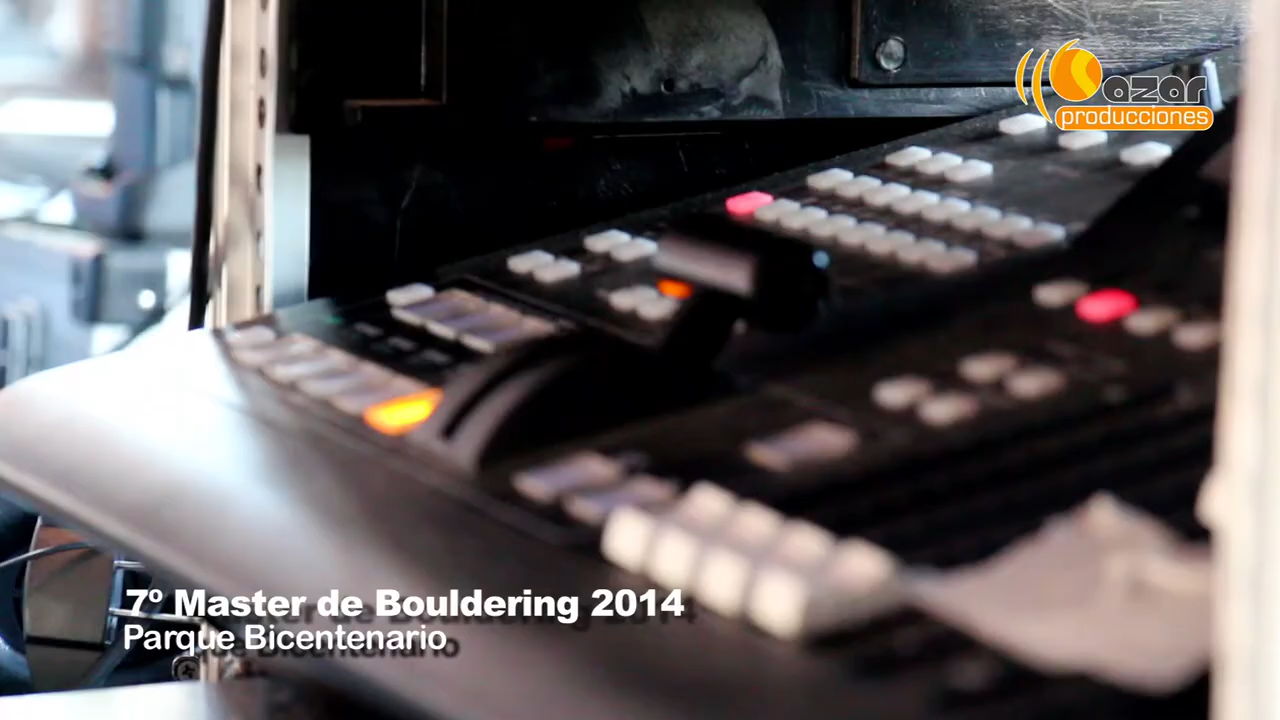 azar
producciones
7º Master de Bouldering 2014
Parque Bicentenario